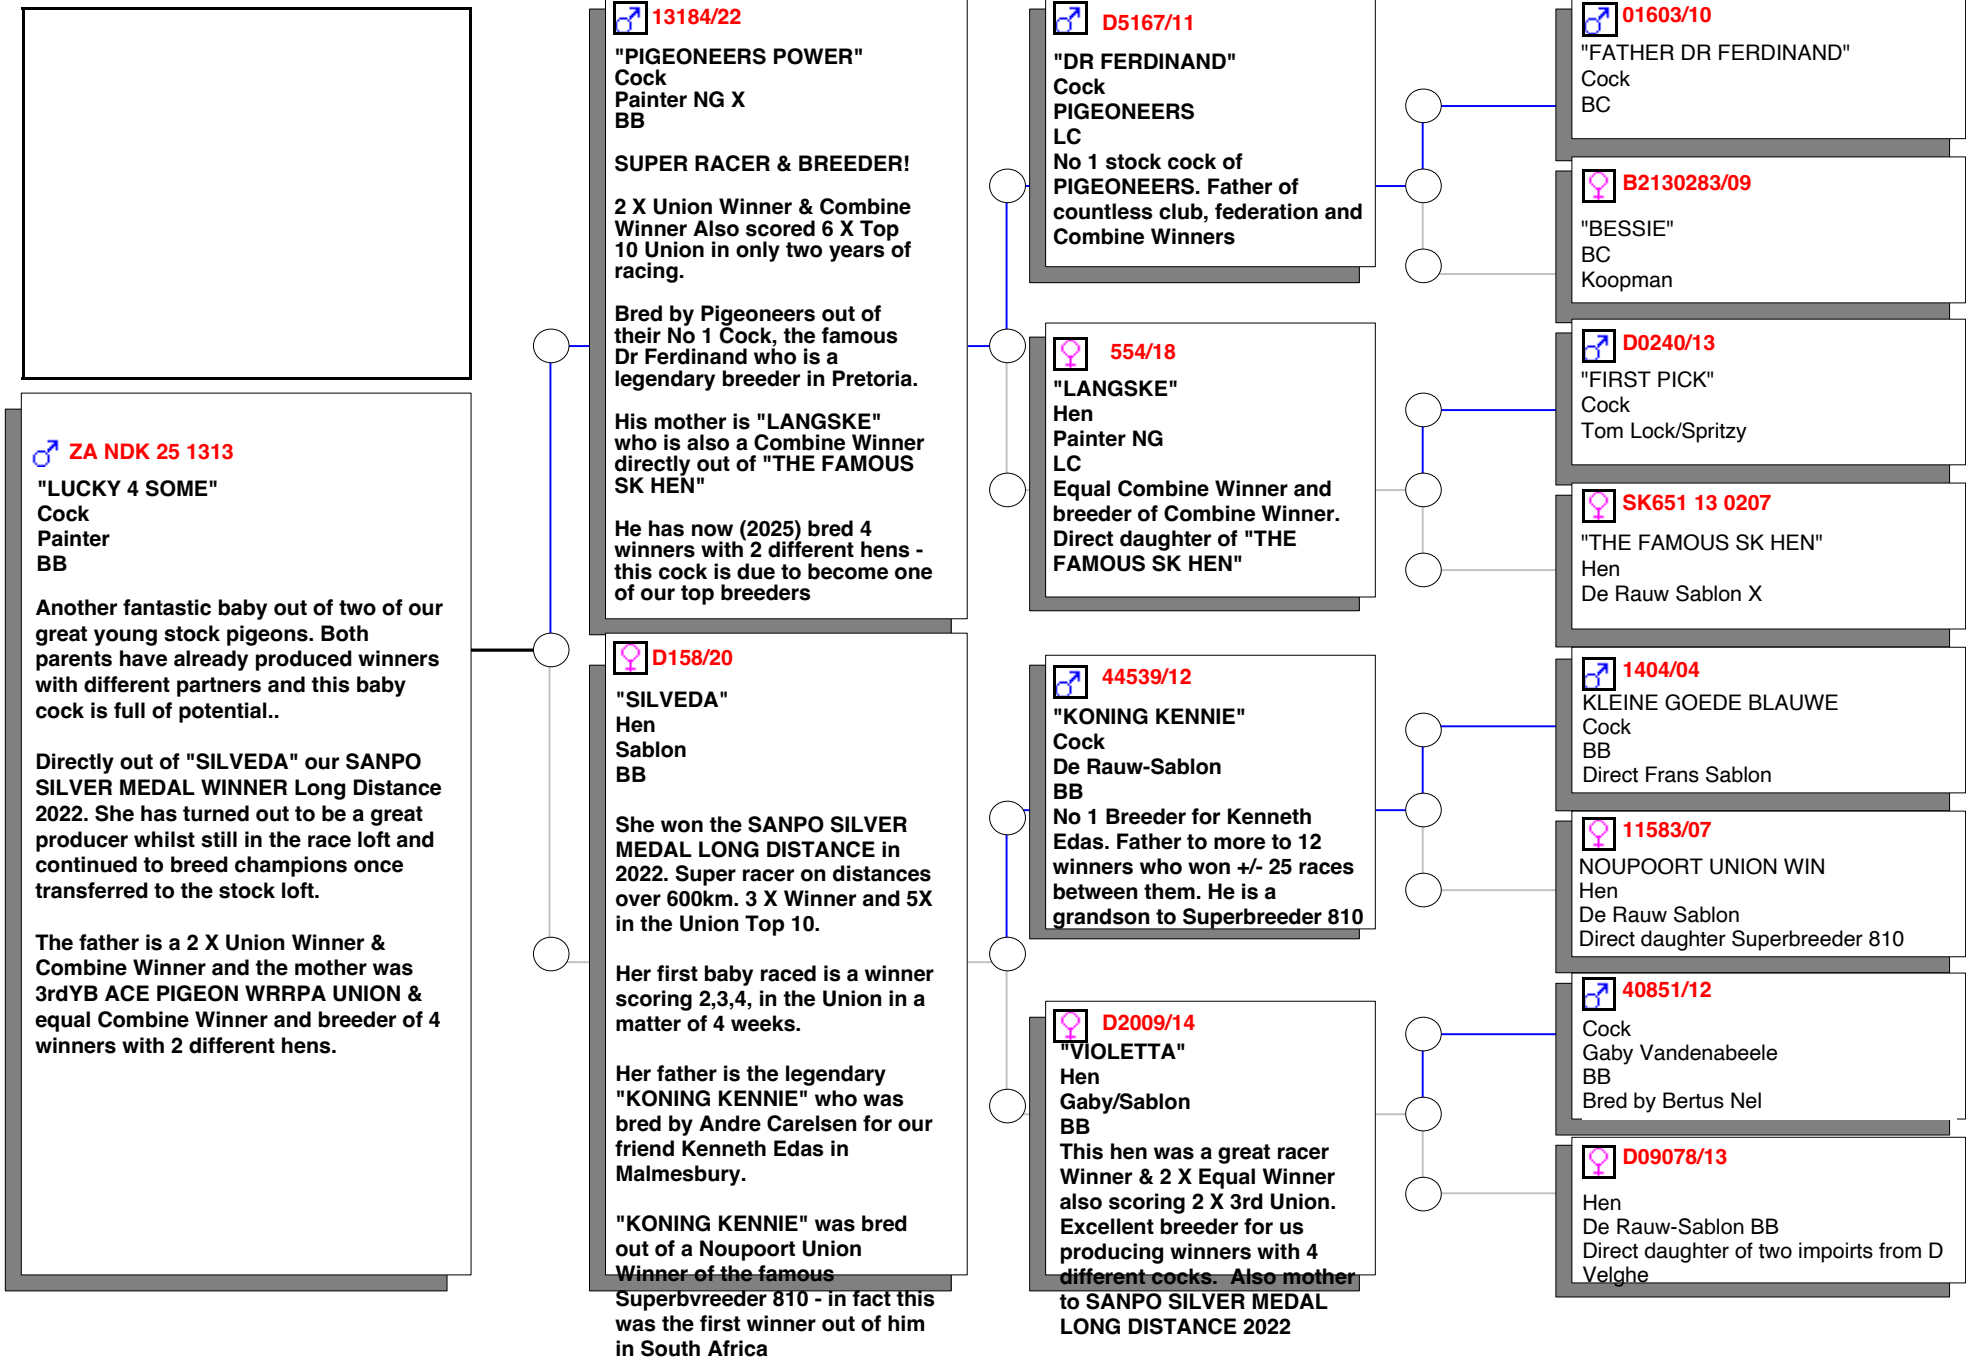 ZA NDK 25 1313
"LUCKY 4 SOME"
Cock
Painter
BB
Another fantastic baby out of two of our
great young stock pigeons. Both
parents have already produced winners
with different partners and this baby
cock is full of potential..
Directly out of "SILVEDA" our SANPO
SILVER MEDAL WINNER Long Distance
2022. She has turned out to be a great
producer whilst still in the race loft and
continued to breed champions once
transferred to the stock loft.
The father is a 2 X Union Winner &
Combine Winner and the mother was
3rdYB ACE PIGEON WRRPA UNION &
equal Combine Winner and breeder of 4
winners with 2 different hens.
13184/22
"PIGEONEERS POWER"
Cock
Painter NG X
BB
SUPER RACER & BREEDER!
2 X Union Winner & Combine
Winner Also scored 6 X Top
10 Union in only two years of
racing.
Bred by Pigeoneers out of
their No 1 Cock, the famous
Dr Ferdinand who is a
legendary breeder in Pretoria.
His mother is "LANGSKE"
who is also a Combine Winner
directly out of "THE FAMOUS
SK HEN"
He has now (2025) bred 4
winners with 2 different hens -
this cock is due to become one
of our top breeders
D158/20
"SILVEDA"
Hen
Sablon
BB
She won the SANPO SILVER
MEDAL LONG DISTANCE in
2022. Super racer on distances
over 600km. 3 X Winner and 5X
in the Union Top 10.
Her first baby raced is a winner
scoring 2,3,4, in the Union in a
matter of 4 weeks.
Her father is the legendary
"KONING KENNIE" who was
bred by Andre Carelsen for our
friend Kenneth Edas in
Malmesbury.
"KONING KENNIE" was bred
out of a Noupoort Union
Winner of the famous
Superbvreeder 810 - in fact this
was the first winner out of him
in South Africa
D5167/11
"DR FERDINAND"
Cock
PIGEONEERS
LC
No 1 stock cock of
PIGEONEERS. Father of
countless club, federation and
Combine Winners
554/18
"LANGSKE"
Hen
Painter NG
LC
Equal Combine Winner and
breeder of Combine Winner.
Direct daughter of "THE
FAMOUS SK HEN"
44539/12
"KONING KENNIE"
Cock
De Rauw-Sablon
BB
No 1 Breeder for Kenneth
Edas. Father to more to 12
winners who won +/- 25 races
between them. He is a
grandson to Superbreeder 810
D2009/14
"VIOLETTA"
Hen
Gaby/Sablon
BB
This hen was a great racer
Winner & 2 X Equal Winner
also scoring 2 X 3rd Union.
Excellent breeder for us
producing winners with 4
different cocks.  Also mother
to SANPO SILVER MEDAL
LONG DISTANCE 2022
01603/10
"FATHER DR FERDINAND"
Cock
BC
B2130283/09
"BESSIE"
BC
Koopman
D0240/13
"FIRST PICK"
Cock
Tom Lock/Spritzy
SK651 13 0207
"THE FAMOUS SK HEN"
Hen
De Rauw Sablon X
1404/04
KLEINE GOEDE BLAUWE
Cock
BB
Direct Frans Sablon
11583/07
NOUPOORT UNION WIN
Hen
De Rauw Sablon
Direct daughter Superbreeder 810
40851/12
Cock
Gaby Vandenabeele
BB
Bred by Bertus Nel
D09078/13
Hen
De Rauw-Sablon BB
Direct daughter of two impoirts from D
Velghe